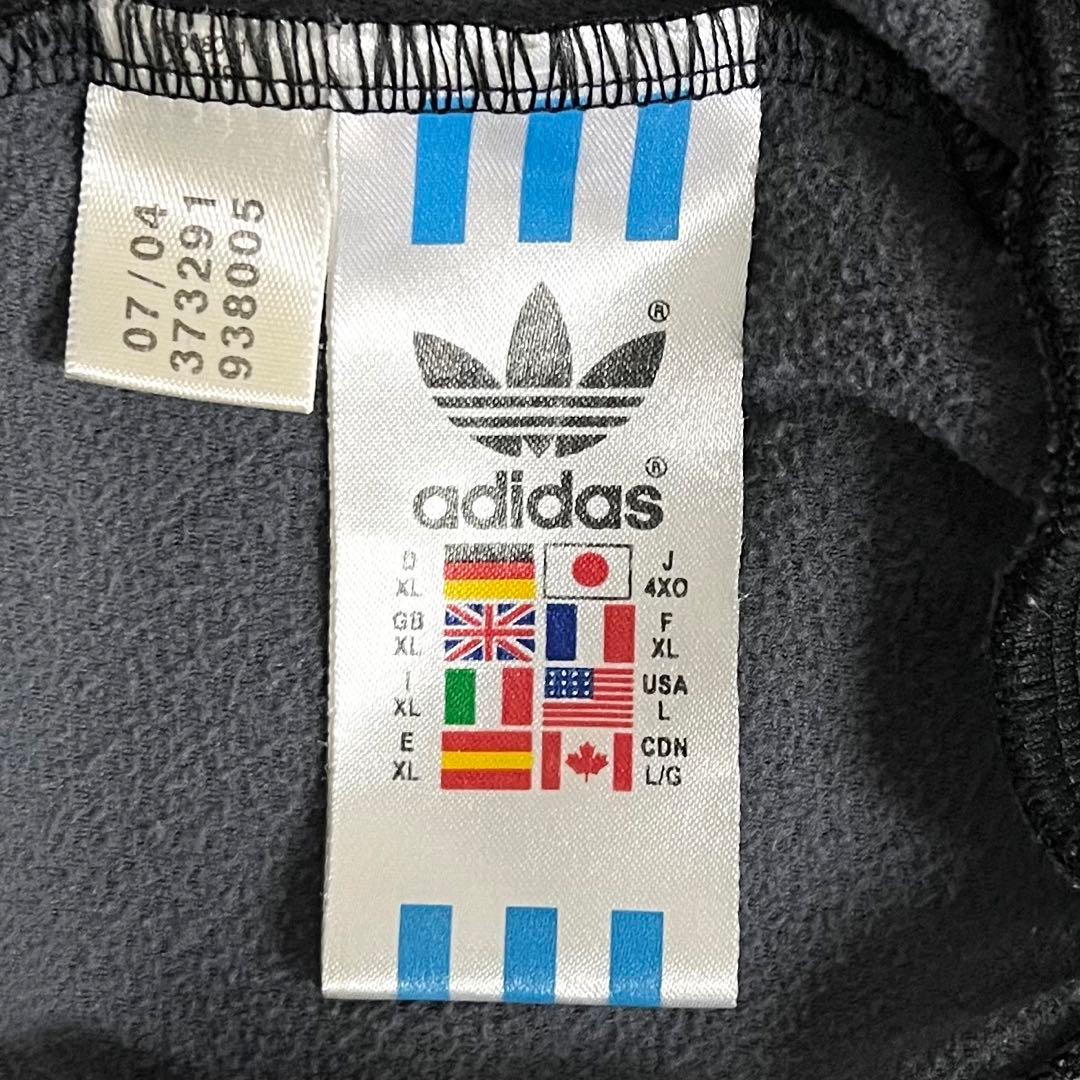 07/04
373291
938005
®
adidas®
D
XL
J
4XO
GB
XL
F
XL
I
XL
USA
L
E
XL
CDN
L/G